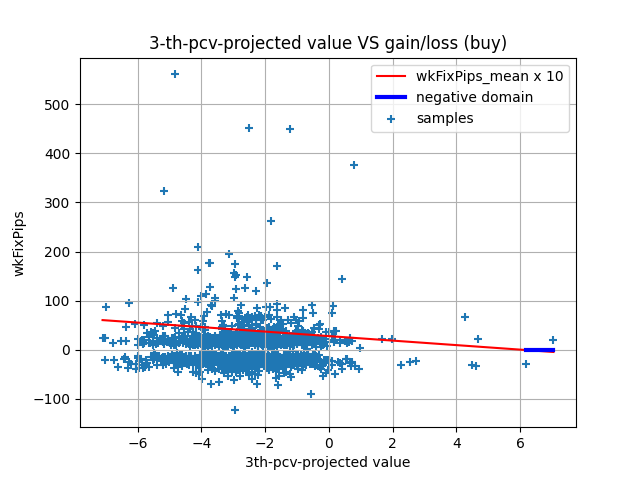 3-th-pcv-projected value VS gain/loss (buy)
wkFixPips_mean x 10
negative domain
samples
wkFixPips
500
400
300
200
100
0
−100
−6
−4
−2
0
2
4
6
3th-pcv-projected value